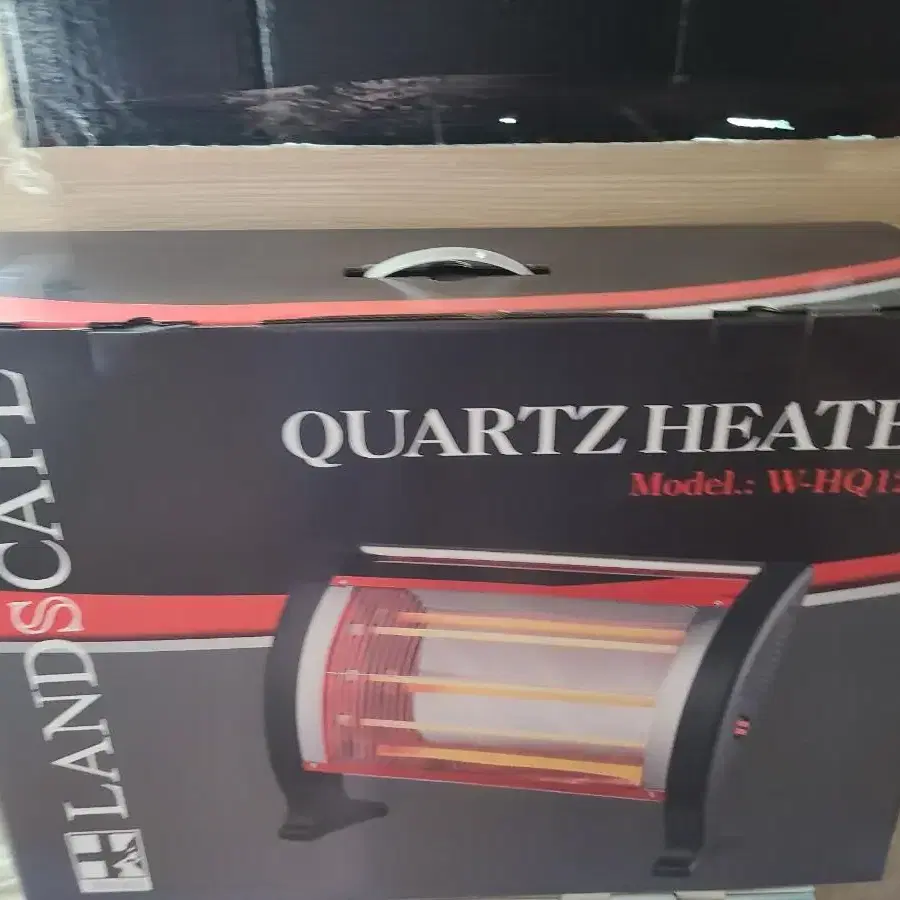 QUARTZ HEATE
Model.: W-HQ1
LANDSCAPE